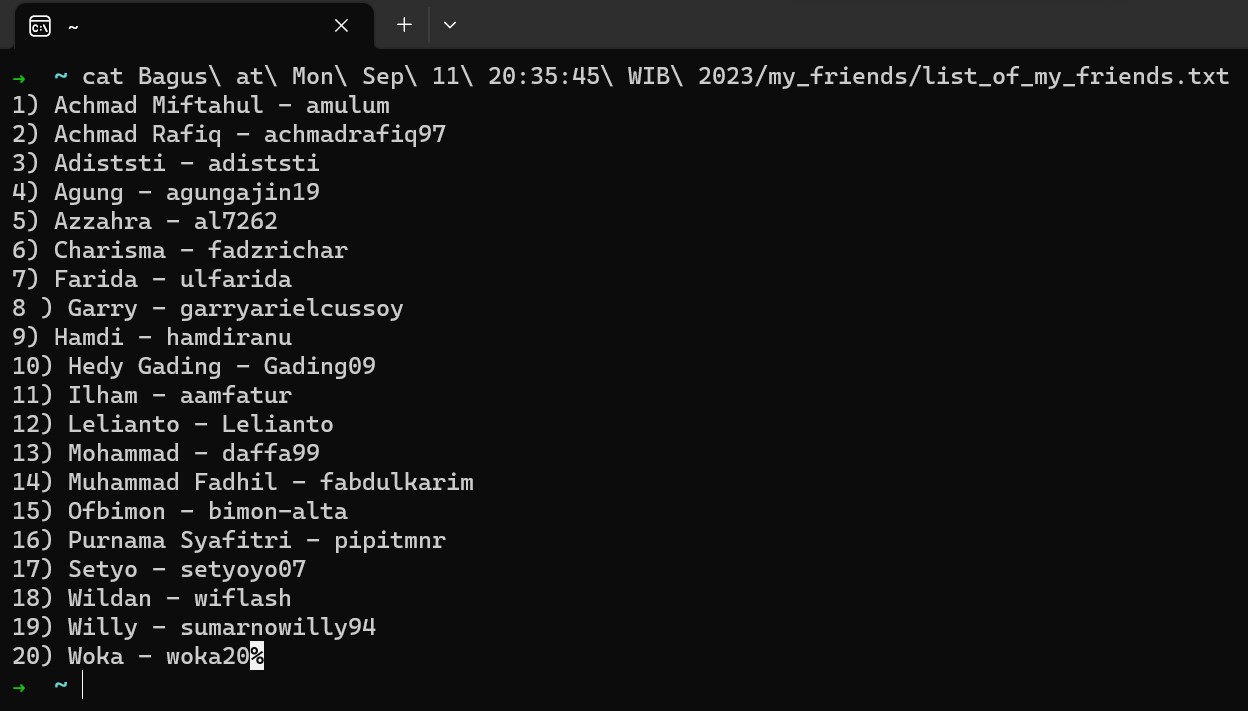 ~
→ ~ cat Bagus\ at\ Mon\ Sep\ 11\ 20:35:45\ WIB\ 2023/my_friends/list_of_my_friends.txt
1) Achmad Miftahul - amulum
2) Achmad Rafiq - achmadrafiq97
3) Adiststi - adiststi
4) Agung - agungajin19
5) Azzahra - al7262
6) Charisma - fadzrichar
7) Farida - ulfarida
8 ) Garry - garryarielcussoy
9) Hamdi - hamdiranu
10) Hedy Gading - Gading09
11) Ilham - aamfatur
12) Lelianto - Lelianto
13) Mohammad - daffa99
14) Muhammad Fadhil - fabdulkarim
15) Ofbimon - bimon-alta
16) Purnama Syafitri - pipitmnr
17) Setyo - setyoyo07
18) Wildan - wiflash
19) Willy - sumarnowilly94
20) Woka - woka20%
→ ~